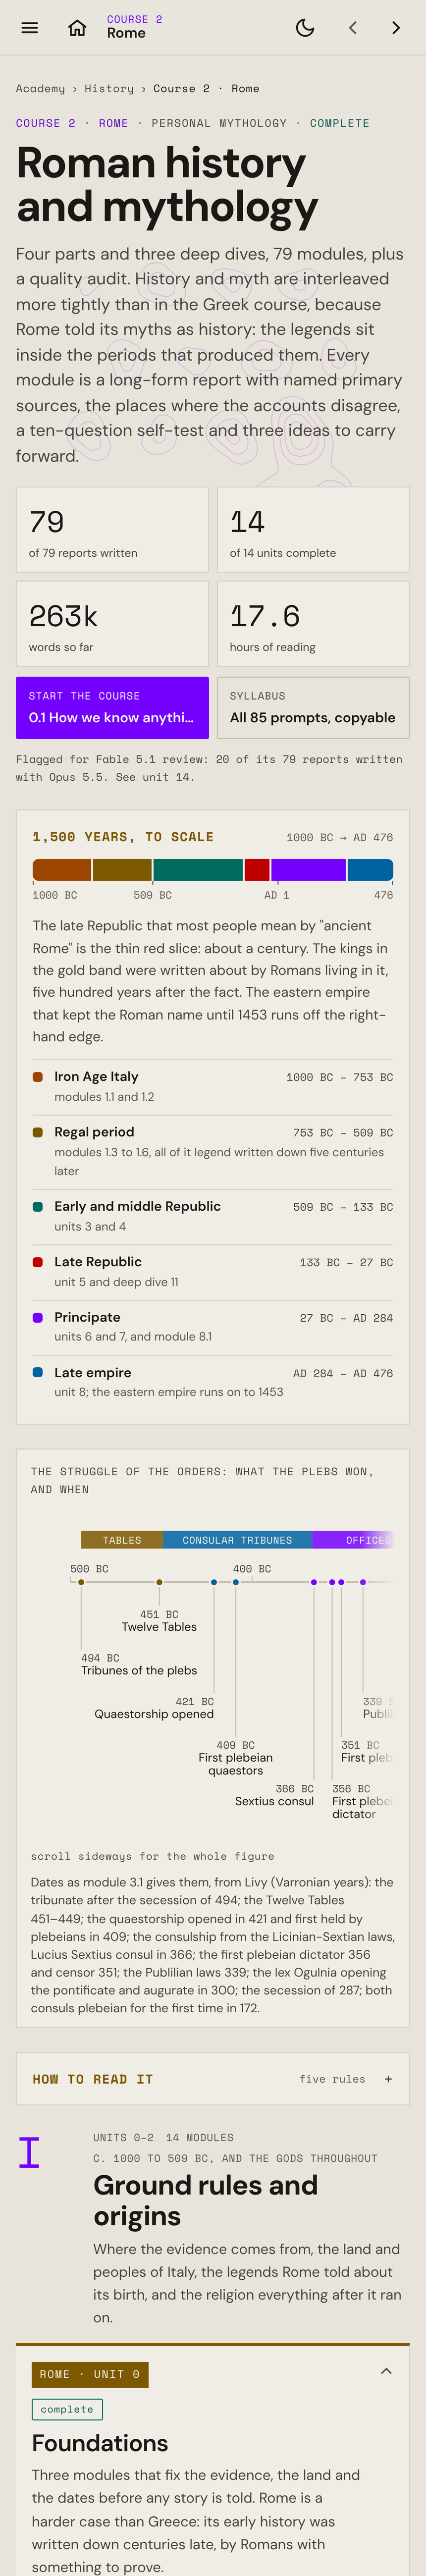 COURSE 2
Rome
Academy › History › Course 2 · Rome
COURSE 2 · ROME · PERSONAL MYTHOLOGY · COMPLETE
Roman history
and mythology
Four parts and three deep dives, 79 modules, plus
a quality audit. History and myth are interleaved
more tightly than in the Greek course, because
Rome told its myths as history: the legends sit
inside the periods that produced them. Every
module is a long-form report with named primary
sources, the places where the accounts disagree,
a ten-question self-test and three ideas to carry
forward.
79
of 79 reports written
14
of 14 units complete
263k
words so far
17.6
hours of reading
START THE COURSE
0.1 How we know anythi...
SYLLABUS
All 85 prompts, copyable
Flagged for Fable 5.1 review: 20 of its 79 reports written
with Opus 5.5. See unit 14.
1,500 YEARS, TO SCALE
1000 BC → AD 476
1000 BC 509 BC AD 1 476
The late Republic that most people mean by "ancient
Rome" is the thin red slice: about a century. The kings in
the gold band were written about by Romans living in it,
five hundred years after the fact. The eastern empire
that kept the Roman name until 1453 runs off the right-
hand edge.
Iron Age Italy 1000 BC – 753 BC
modules 1.1 and 1.2
Regal period 753 BC – 509 BC
modules 1.3 to 1.6, all of it legend written down five centuries
later
Early and middle Republic 509 BC – 133 BC
units 3 and 4
Late Republic 133 BC – 27 BC
unit 5 and deep dive 11
Principate 27 BC – AD 284
units 6 and 7, and module 8.1
Late empire AD 284 – AD 476
unit 8; the eastern empire runs on to 1453
THE STRUGGLE OF THE ORDERS: WHAT THE PLEBS WON,
AND WHEN
TABLES CONSULAR TRIBUNES OFFICES
500 BC 400 BC
451 BC
Twelve Tables
494 BC
Tribunes of the plebs
421 BC 339 B
Quaestorship opened Publil
409 BC 351 BC
First plebeian First pleb
quaestors
366 BC 356 BC
Sextius consul First plebei
dictator
scroll sideways for the whole figure
Dates as module 3.1 gives them, from Livy (Varronian years): the
tribunate after the secession of 494; the Twelve Tables
451–449; the quaestorship opened in 421 and first held by
plebeians in 409; the consulship from the Licinian-Sextian laws,
Lucius Sextius consul in 366; the first plebeian dictator 356
and censor 351; the Publilian laws 339; the lex Ogulnia opening
the pontificate and augurate in 300; the secession of 287; both
consuls plebeian for the first time in 172.
HOW TO READ IT five rules +
I
UNITS 0–2 14 MODULES
C. 1000 TO 509 BC, AND THE GODS THROUGHOUT
Ground rules and
origins
Where the evidence comes from, the land and
peoples of Italy, the legends Rome told about
its birth, and the religion everything after it ran
on.
ROME · UNIT 0
complete
Foundations
Three modules that fix the evidence, the land and
the dates before any story is told. Rome is a
harder case than Greece: its early history was
written down centuries late, by Romans with
something to prove.